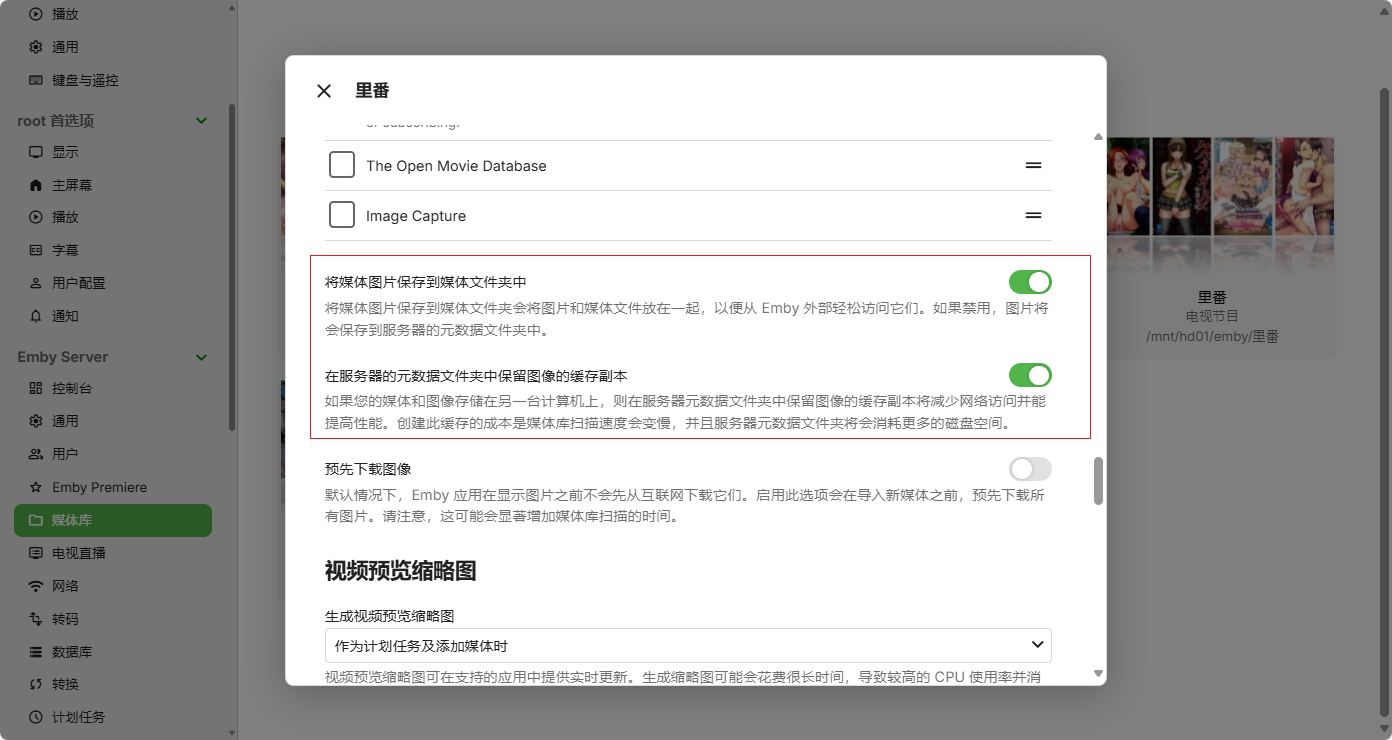 播放
通用
键盘与遥控
root 首选项
显示
主屏幕
播放
字幕
用户配置
通知
Emby Server
控制台
通用
用户
Emby Premiere
媒体库
电视直播
网络
转码
数据库
转换
计划任务
里番
or subscribing.
The Open Movie Database
Image Capture
将媒体图片保存到媒体文件夹中
将媒体图片保存到媒体文件夹会将图片和媒体文件放在一起，以便从 Emby 外部轻松访问它们。如果禁用，图片将
会保存到服务器的元数据文件夹中。
在服务器的元数据文件夹中保留图像的缓存副本
如果您的媒体和图像存储在另一台计算机上，则在服务器元数据文件夹中保留图像的缓存副本将减少网络访问并能
提高性能。创建此缓存的成本是媒体库扫描速度会变慢，并且服务器元数据文件夹将会消耗更多的磁盘空间。
预先下载图像
默认情况下，Emby 应用在显示图片之前不会先从互联网下载它们。启用此选项会在导入新媒体之前，预先下载所
有图片。请注意，这可能会显著增加媒体库扫描的时间。
视频预览缩略图
生成视频预览缩略图
作为计划任务及添加媒体时
视频预览缩略图可在支持的应用中提供实时更新。生成缩略图可能会花费很长时间，导致较高的 CPU 使用率并消
里番
电视节目
/mnt/hd01/emby/里番